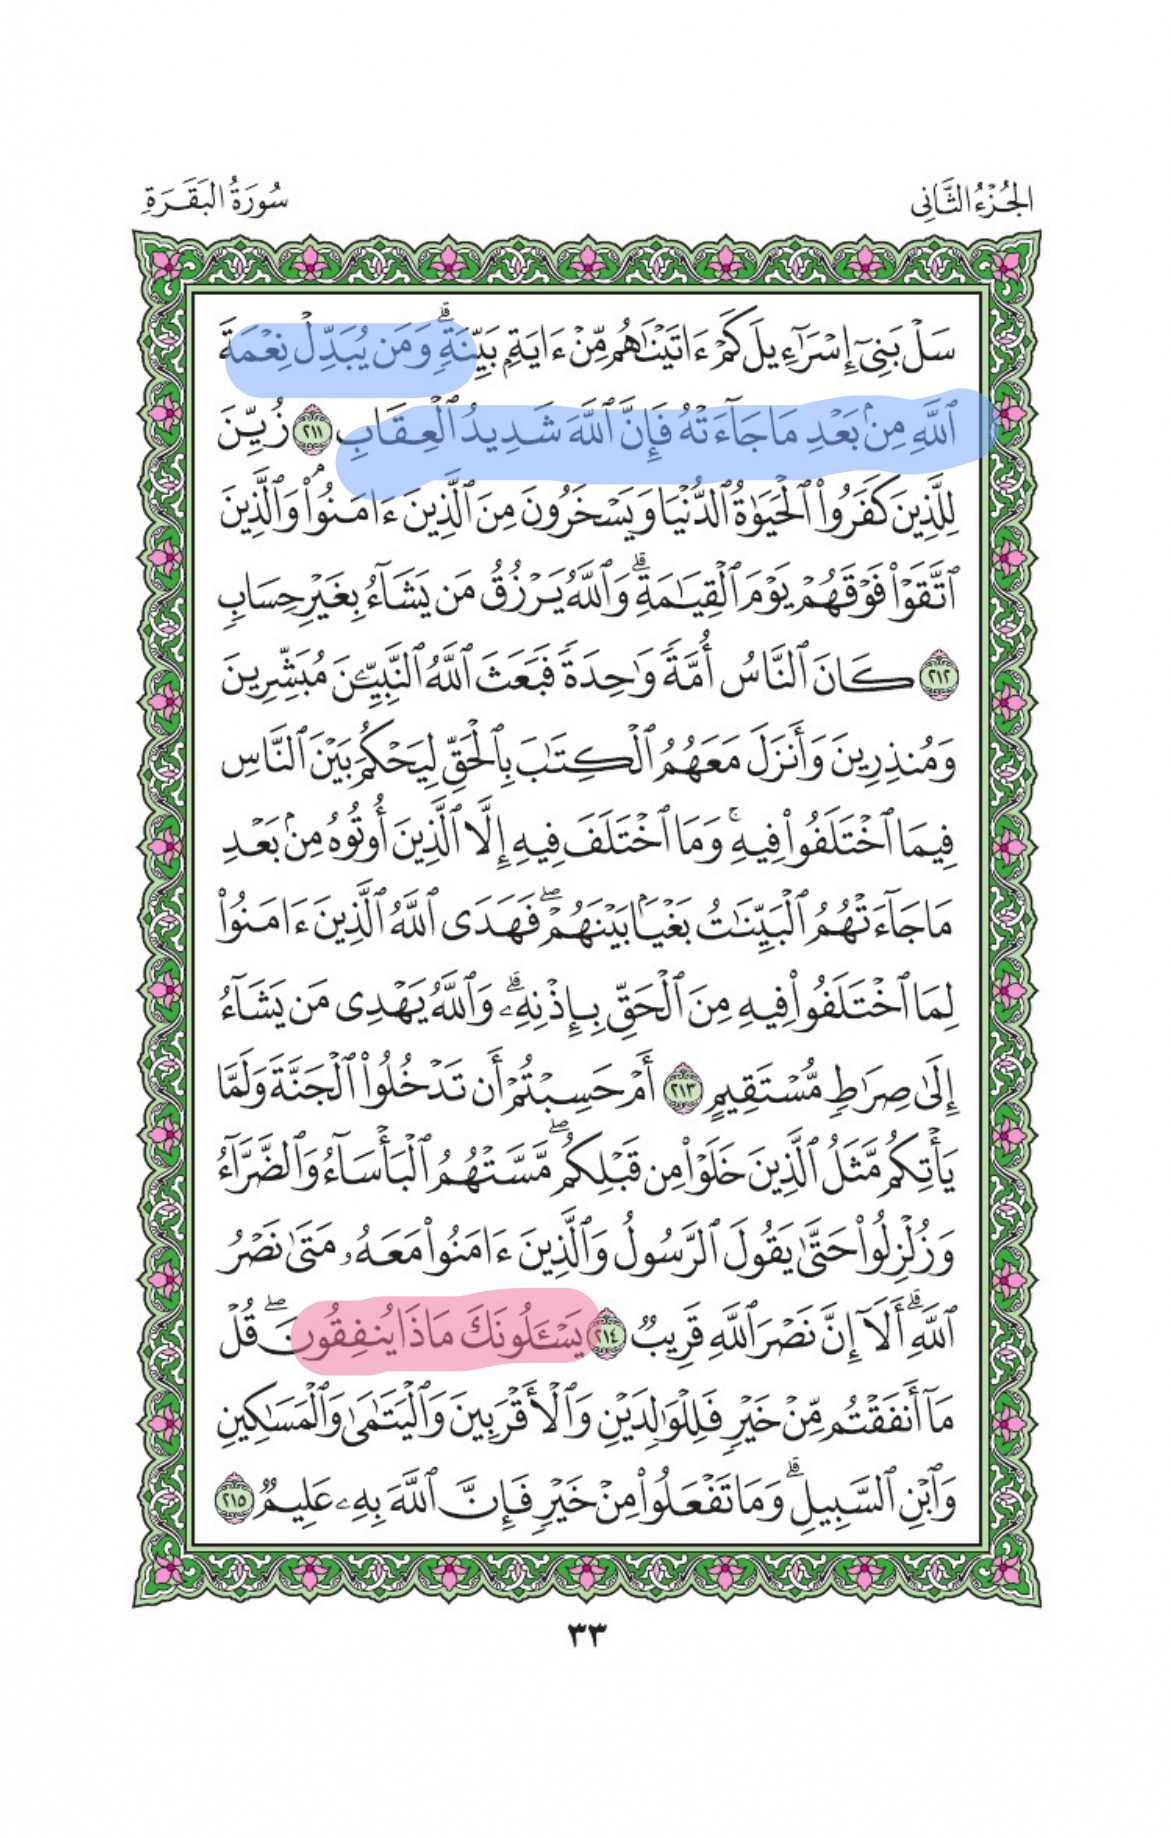 الجُزْءُ الثَّانِى
سُورَةُ البَقَرَةِ
سَلْ بَنِىٓ إِسْرَٰٓءِيلَ كَمْ ءَاتَيْنَٰهُم مِّنْ ءَايَةٍۭ بَيِّنَةٍۗ وَمَن يُبَدِّلْ نِعْمَةَ
ٱللَّهِ مِنۢ بَعْدِ مَا جَآءَتْهُ فَإِنَّ ٱللَّهَ شَدِيدُ ٱلْعِقَابِ ٢١١ زُيِّنَ
لِلَّذِينَ كَفَرُوا۟ ٱلْحَيَوٰةُ ٱلدُّنْيَا وَيَسْخَرُونَ مِنَ ٱلَّذِينَ ءَامَنُوا۟ۘ وَٱلَّذِينَ
ٱتَّقَوْا۟ فَوْقَهُمْ يَوْمَ ٱلْقِيَٰمَةِۗ وَٱللَّهُ يَرْزُقُ مَن يَشَآءُ بِغَيْرِ حِسَابٍ
٢١٢ كَانَ ٱلنَّاسُ أُمَّةً وَٰحِدَةً فَبَعَثَ ٱللَّهُ ٱلنَّبِيِّـۧنَ مُبَشِّرِينَ
وَمُنذِرِينَ وَأَنزَلَ مَعَهُمُ ٱلْكِتَٰبَ بِٱلْحَقِّ لِيَحْكُمَ بَيْنَ ٱلنَّاسِ
فِيمَا ٱخْتَلَفُوا۟ فِيهِۚ وَمَا ٱخْتَلَفَ فِيهِ إِلَّا ٱلَّذِينَ أُوتُوهُ مِنۢ بَعْدِ
مَا جَآءَتْهُمُ ٱلْبَيِّنَٰتُ بَغْيًۢا بَيْنَهُمْۖ فَهَدَى ٱللَّهُ ٱلَّذِينَ ءَامَنُوا۟
لِمَا ٱخْتَلَفُوا۟ فِيهِ مِنَ ٱلْحَقِّ بِإِذْنِهِۦۗ وَٱللَّهُ يَهْدِى مَن يَشَآءُ
إِلَىٰ صِرَٰطٍ مُّسْتَقِيمٍ ٢١٣ أَمْ حَسِبْتُمْ أَن تَدْخُلُوا۟ ٱلْجَنَّةَ وَلَمَّا
يَأْتِكُم مَّثَلُ ٱلَّذِينَ خَلَوْا۟ مِن قَبْلِكُمۖ مَّسَّتْهُمُ ٱلْبَأْسَآءُ وَٱلضَّرَّآءُ
وَزُلْزِلُوا۟ حَتَّىٰ يَقُولَ ٱلرَّسُولُ وَٱلَّذِينَ ءَامَنُوا۟ مَعَهُۥ مَتَىٰ نَصْرُ
ٱللَّهِۗ أَلَآ إِنَّ نَصْرَ ٱللَّهِ قَرِيبٌ ٢١٤ يَسْـَٔلُونَكَ مَاذَا يُنفِقُونَۖ قُلْ
مَآ أَنفَقْتُم مِّنْ خَيْرٍ فَلِلْوَٰلِدَيْنِ وَٱلْأَقْرَبِينَ وَٱلْيَتَٰمَىٰ وَٱلْمَسَٰكِينِ
وَٱبْنِ ٱلسَّبِيلِۗ وَمَا تَفْعَلُوا۟ مِنْ خَيْرٍ فَإِنَّ ٱللَّهَ بِهِۦ عَلِيمٌ ٢١٥
٣٣